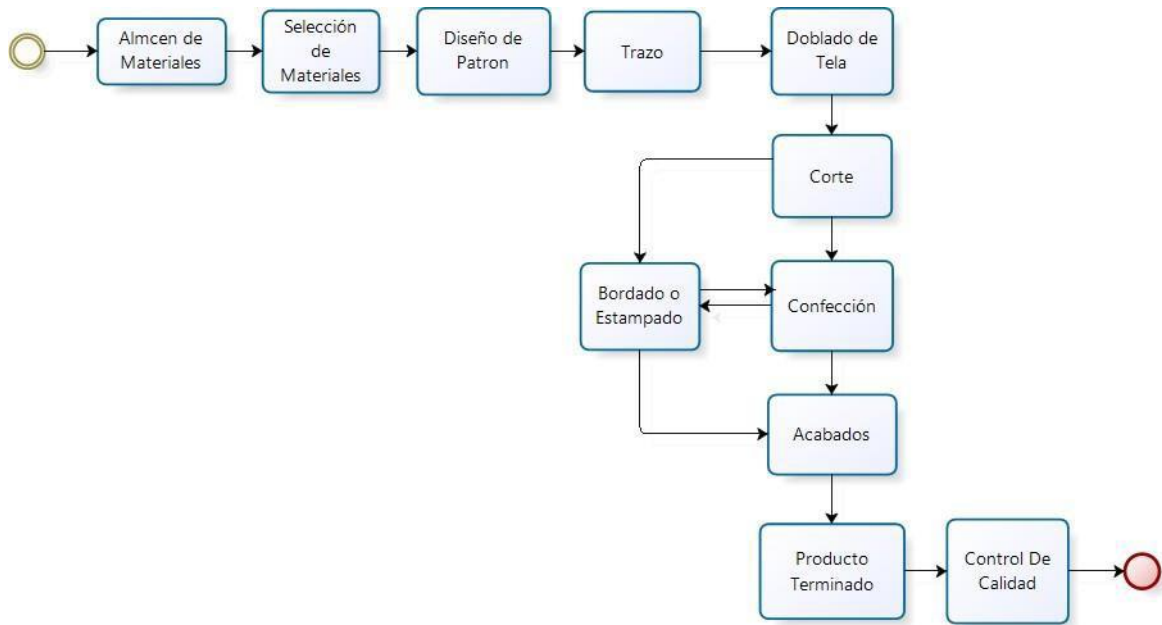 Almcen de
Materiales
Selección
de
Materiales
Diseño de
Patron
Trazo
Doblado de
Tela
Corte
Bordado o
Estampado
Confección
Acabados
Producto
Terminado
Control De
Calidad